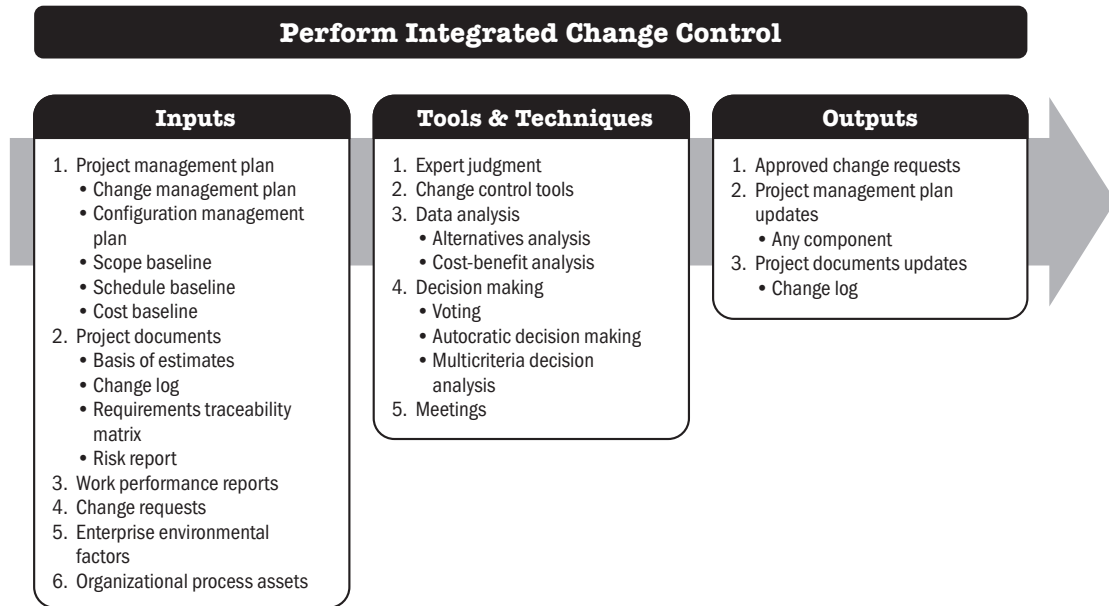 Perform Integrated Change Control
Inputs
1. Project management plan
• Change management plan
• Configuration management
plan
• Scope baseline
• Schedule baseline
• Cost baseline
2. Project documents
• Basis of estimates
• Change log
• Requirements traceability
matrix
• Risk report
3. Work performance reports
4. Change requests
5. Enterprise environmental
factors
6. Organizational process assets
Tools & Techniques
1. Expert judgment
2. Change control tools
3. Data analysis
• Alternatives analysis
• Cost-benefit analysis
4. Decision making
• Voting
• Autocratic decision making
• Multicriteria decision
analysis
5. Meetings
Outputs
1. Approved change requests
2. Project management plan
updates
• Any component
3. Project documents updates
• Change log